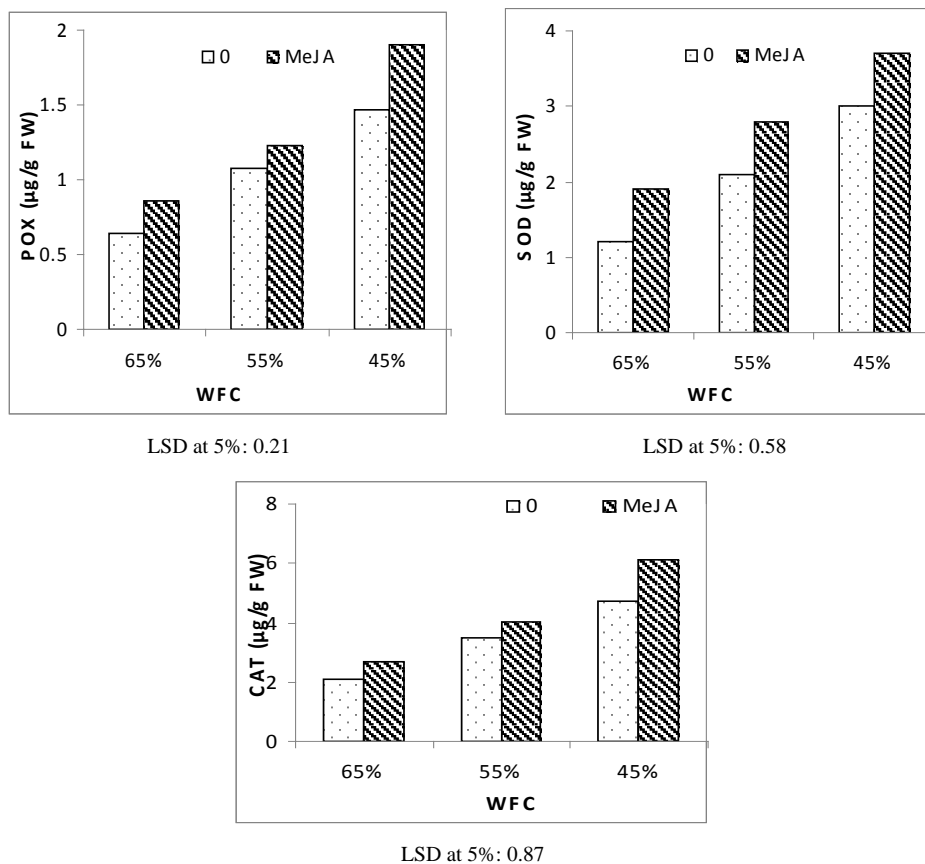 2
1.5
1
0.5
0
POX (µg/g FW)
0 MeJA
65% 55% 45%
WFC
LSD at 5%: 0.21
4
3
2
1
0
SOD (µg/g FW)
0 MeJA
65% 55% 45%
WFC
LSD at 5%: 0.58
8
6
4
2
0
CAT (µg/g FW)
0 MeJA
65% 55% 45%
WFC
LSD at 5%: 0.87